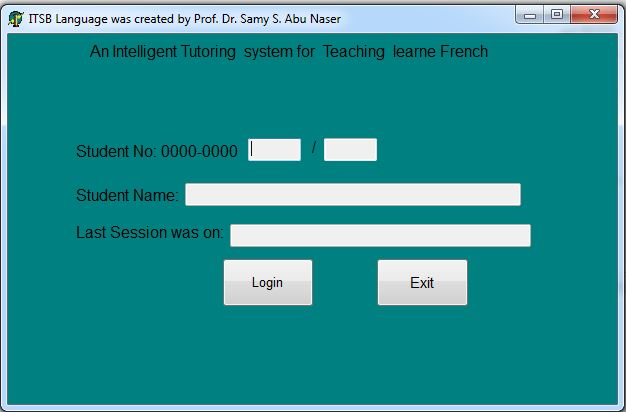 ITSB Language was created by Prof. Dr. Samy S. Abu Naser
An Intelligent Tutoring system for Teaching learne French
Student No: 0000-0000 /
Student Name:
Last Session was on:
Login Exit